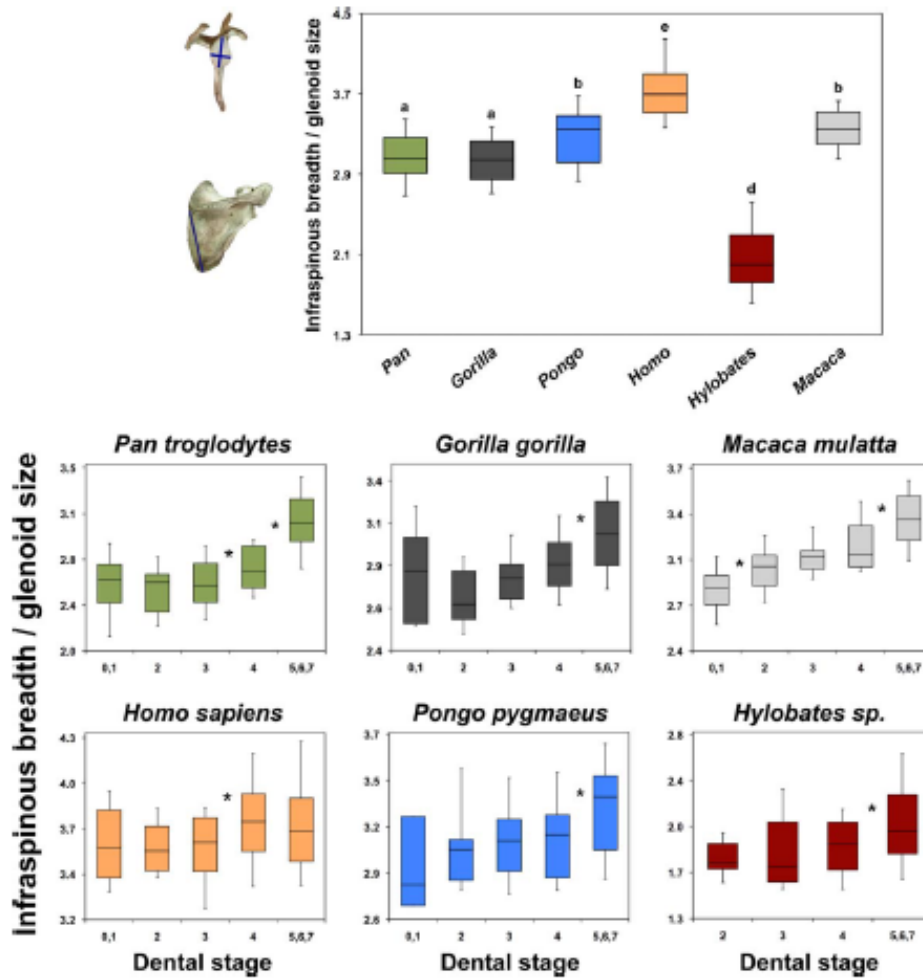 4.5
3.7
2.9
2.1
1.3
Infraspinous breadth / glenoid size
a
a
b
e
d
b
Pan
Gorilla
Pongo
Homo
Hylobates
Macaca
Infraspinous breadth / glenoid size
Pan troglodytes
3.5
3.1
2.8
2.4
*
*
0,1 2 3 4 5,6,7
Gorilla gorilla
3.4
3.1
2.9
2.6
2.4
*
0,1 2 3 4 5,6,7
Macaca mulatta
3.7
3.4
3.1
2.7
2.4
*
*
0,1 2 3 4 5,6,7
Homo sapiens
4.3
4.0
3.7
3.4
3.2
*
0,1 2 3 4 5,6,7
Dental stage
Pongo pygmaeus
3.7
3.5
3.2
2.9
2.6
*
0,1 2 3 4 5,6,7
Dental stage
Hylobates sp.
2.8
2.4
2.0
1.7
1.3
*
2 3 4 5,6,7
Dental stage